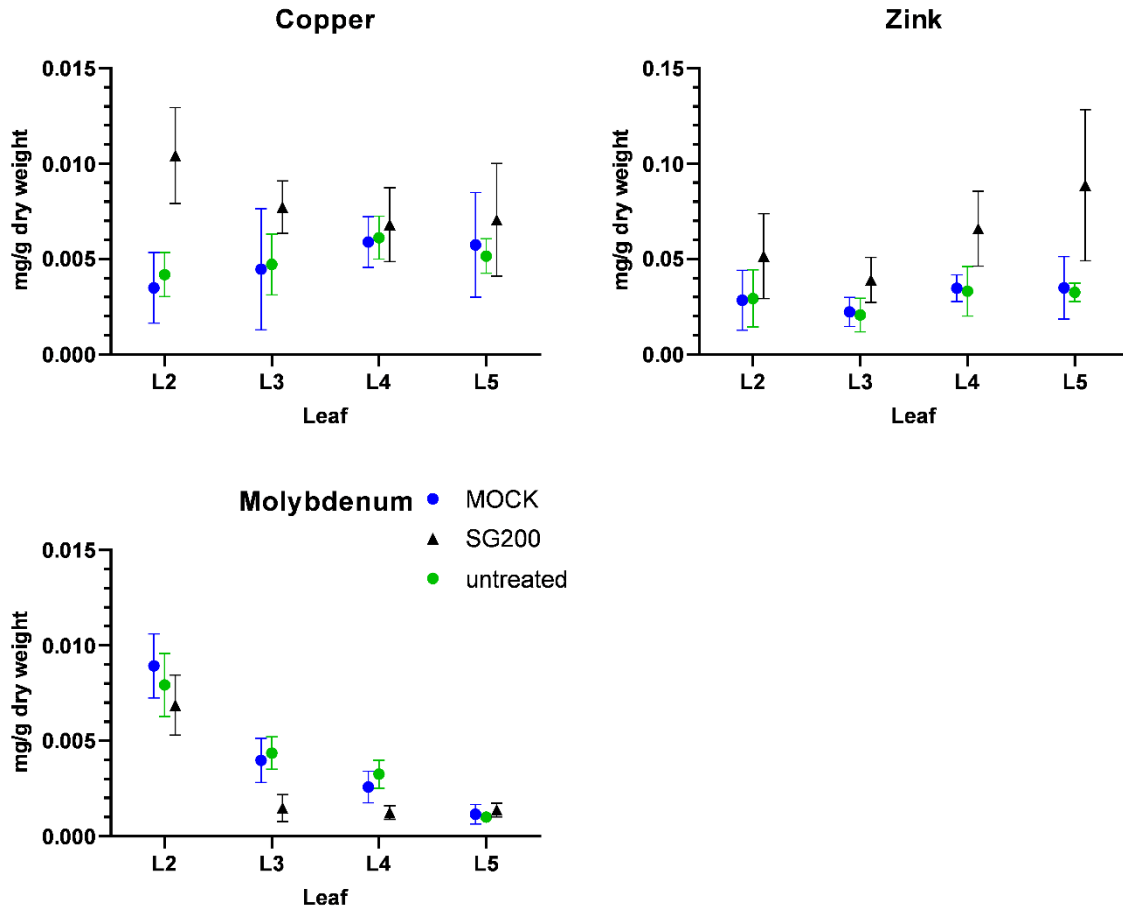 Copper
0.015
0.010
0.005
0.000
mg/g dry weight
L2 L3 L4 L5
Leaf
Zink
0.15
0.10
0.05
0.00
mg/g dry weight
L2 L3 L4 L5
Leaf
Molybdenum
MOCK
SG200
untreated
0.015
0.010
0.005
0.000
mg/g dry weight
L2 L3 L4 L5
Leaf